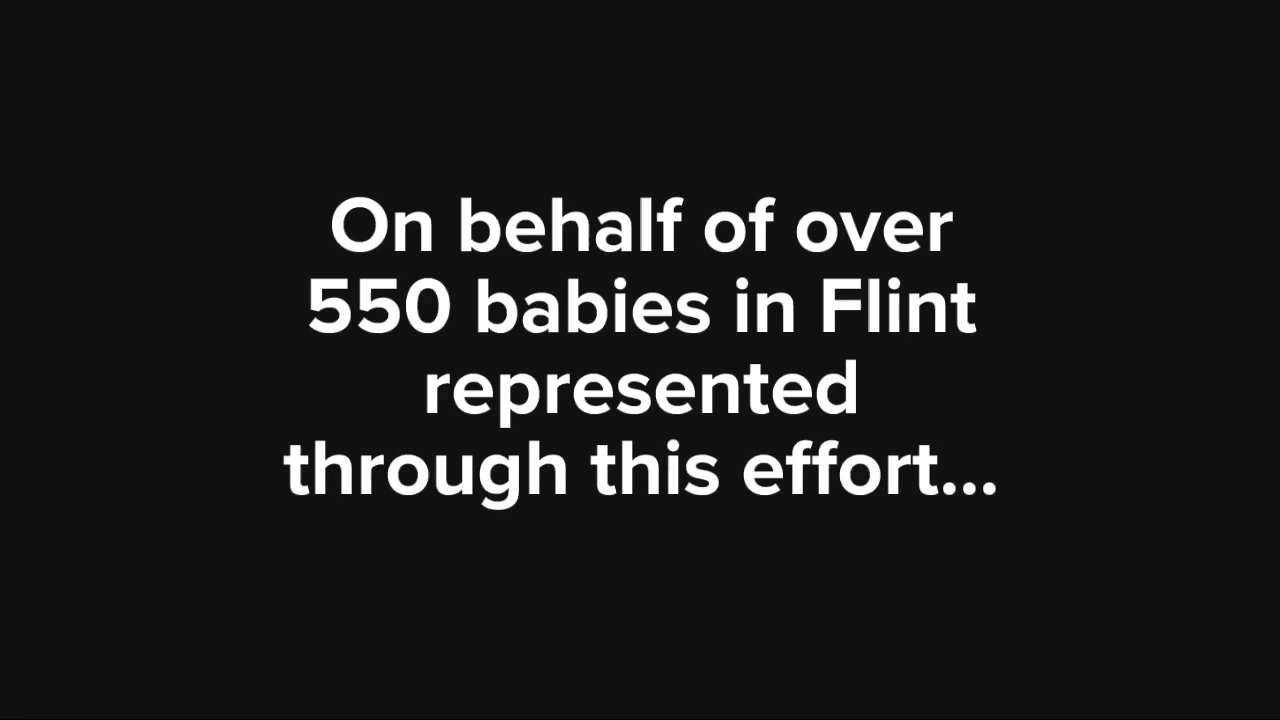 On behalf of over
550 babies in Flint
represented
through this effort...